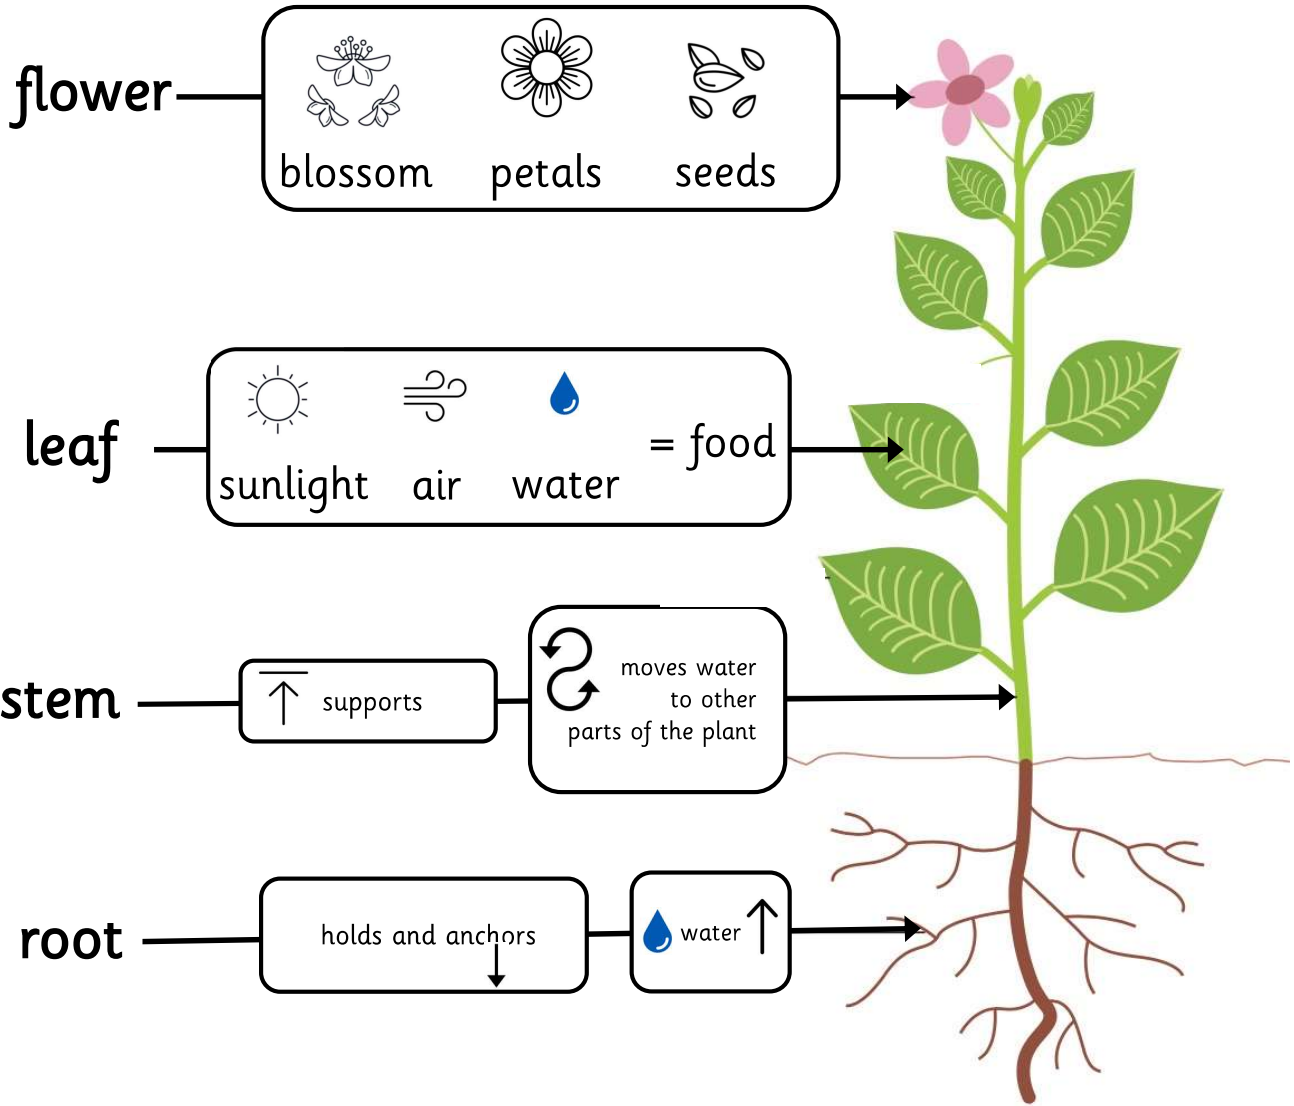 flower
blossom petals seeds
leaf
sunlight air water = food
stem
supports
moves water
to other
parts of the plant
root
holds and anchors
water